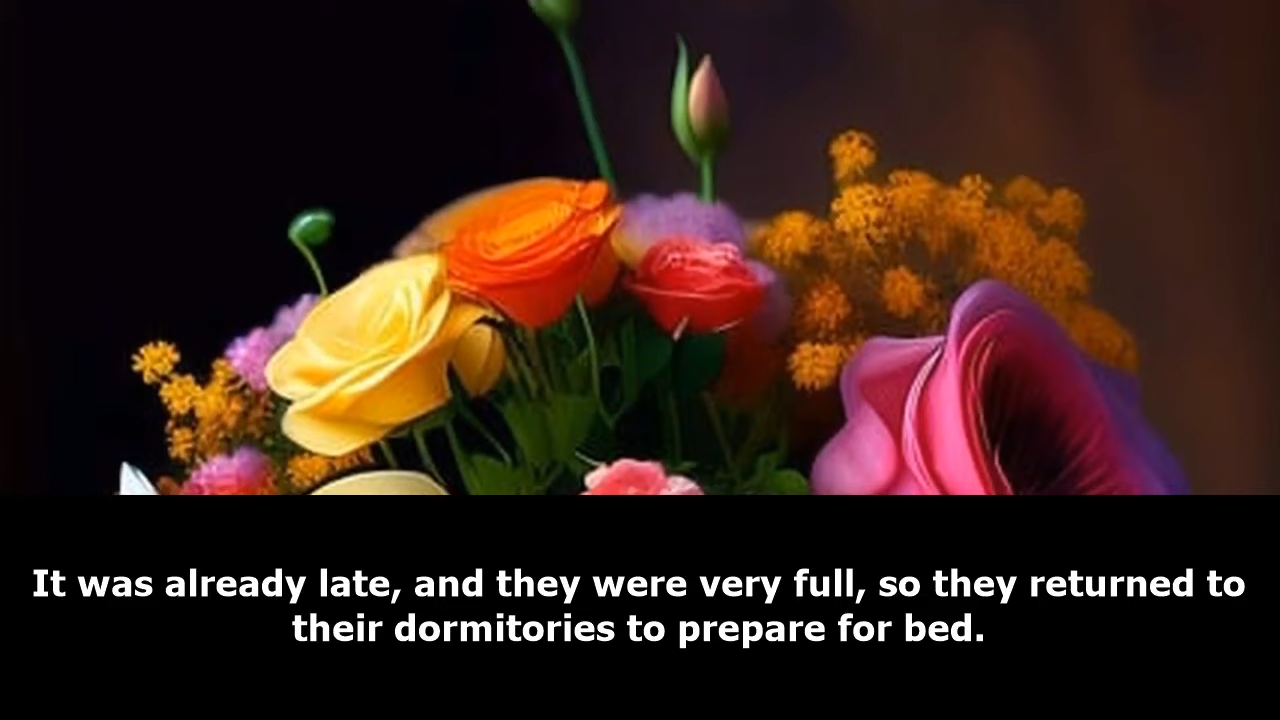 It was already late, and they were very full, so they returned to
their dormitories to prepare for bed.